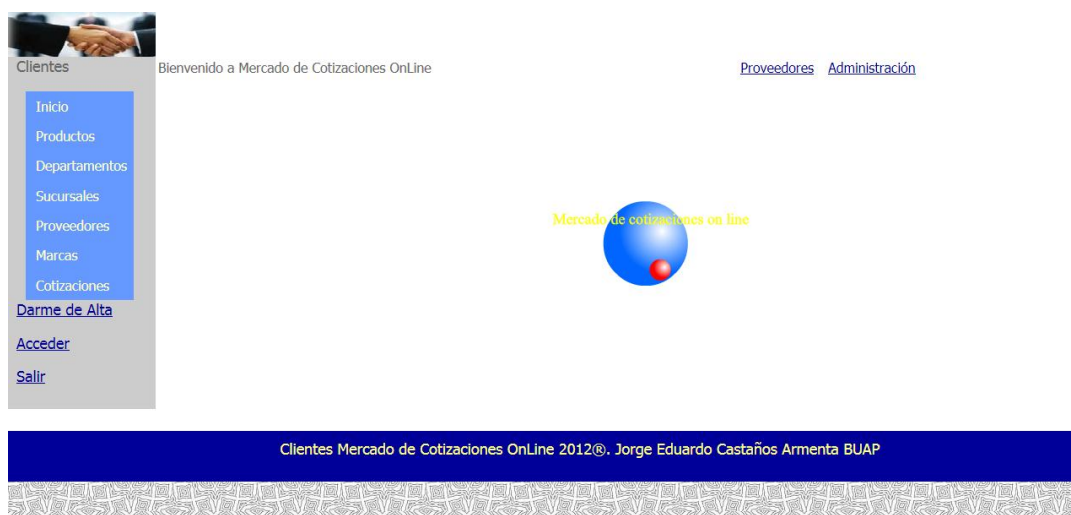 Clientes
Bienvenido a Mercado de Cotizaciones OnLine
Proveedores Administración
Inicio
Productos
Departamentos
Sucursales
Proveedores
Marcas
Cotizaciones
Darme de Alta
Acceder
Salir
Mercado de cotizaciones on line
Clientes Mercado de Cotizaciones OnLine 2012®. Jorge Eduardo Castaños Armenta BUAP